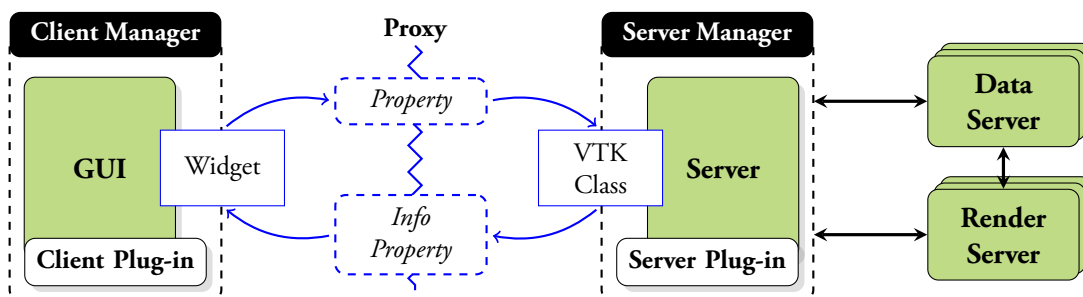 Client Manager
Proxy
Server Manager
Property
Data
Server
GUI
Widget
VTK
Class
Server
Info
Property
Render
Server
Client Plug-in
Server Plug-in